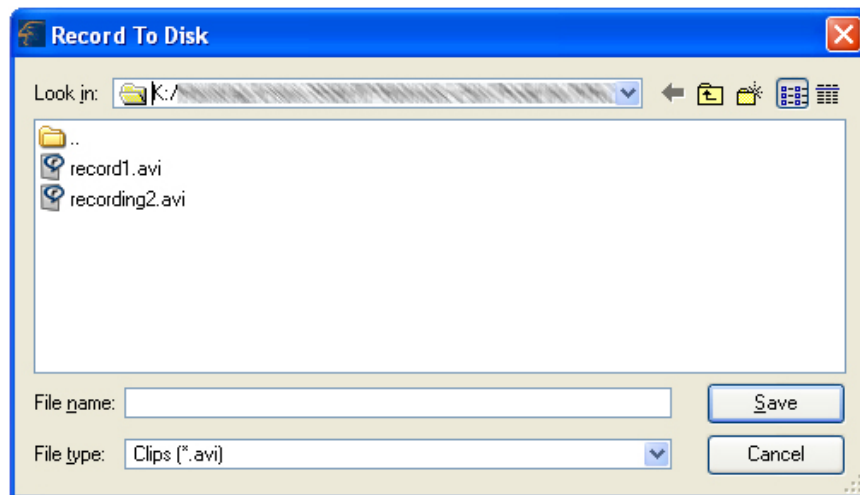 Record To Disk
Look in: K:/
..
record1.avi
recording2.avi
File name: Save
File type: Clips (*.avi) Cancel